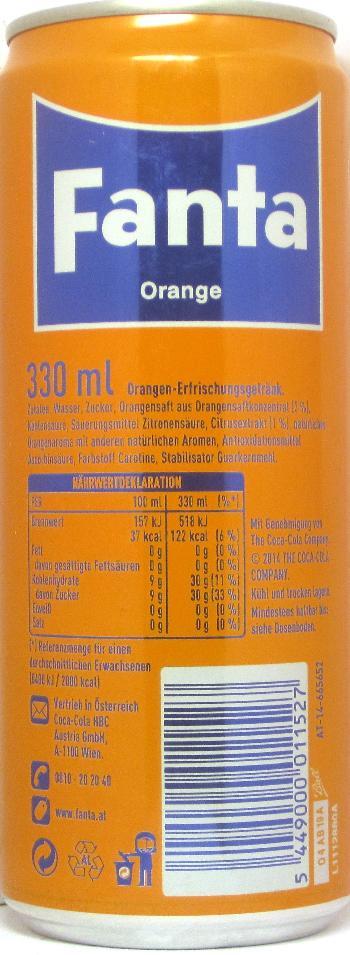 Fanta
Orange
330 ml Orangen-Erfrischungsgetränk.
Zutaten: Wasser, Zucker, Orangensaft aus Orangensaftkonzentrat (3 %),
Kohlensäure, Säuerungsmittel Zitronensäure, Citrusextrakt (1 %), natürliches
Orangenaroma mit anderen natürlichen Aromen, Antioxidationsmittel
Ascorbinsäure, Farbstoff Carotine, Stabilisator Guarkernmehl.
NÄHRWERTDEKLARATION
PER 100 ml 330 ml (%*)
Brennwert 157 kJ 518 kJ
37 kcal 122 kcal (6 %)
Fett 0 g 0 g (0 %)
davon gesättigte Fettsäuren 0 g 0 g (0 %)
Kohlenhydrate 9 g 30 g (11 %)
davon Zucker 9 g 30 g (33 %)
Eiweiß 0 g 0 g (0 %)
Salz 0 g 0 g (0 %)
Mit Genehmigung von
The Coca-Cola Company.
© 2014 THE COCA-COLA
COMPANY.
Kühl und trocken lagern.
Mindestens haltbar bis:
siehe Dosenboden.
(*) Referenzmenge für einen
durchschnittlichen Erwachsenen
(8400 kJ / 2000 kcal)
Vertrieb in Österreich
Coca-Cola HBC
Austria GmbH,
A-1100 Wien.
0810 - 20 20 40
www.fanta.at
AL
5 449000 011527
AT-14-665652
04AB19A
L1112880A